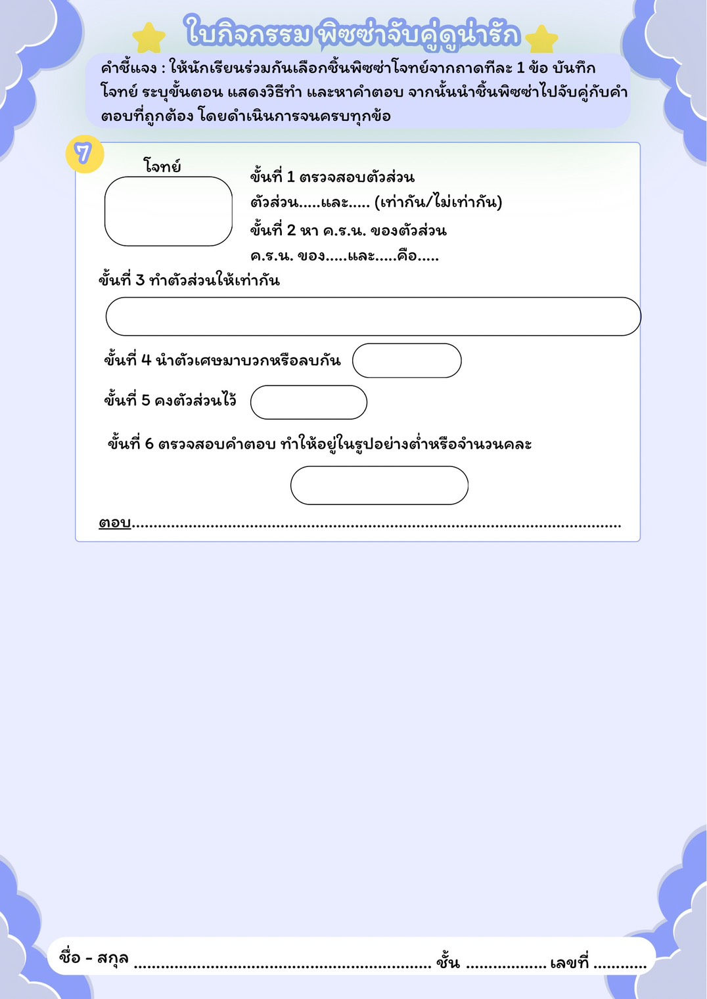 ใบกิจกรรม พิซซ่าจับคู่ดูน่ารัก
คำชี้แจง : ให้นักเรียนร่วมกันเลือกชิ้นพิซซ่าโจทย์จากถาดทีละ 1 ข้อ บันทึก
โจทย์ ระบุขั้นตอน แสดงวิธีทำ และหาคำตอบ จากนั้นนำชิ้นพิซซ่าไปจับคู่กับคำ
ตอบที่ถูกต้อง โดยดำเนินการจนครบทุกข้อ
7
โจทย์
ขั้นที่ 1 ตรวจสอบตัวส่วน
ตัวส่วน.....และ..... (เท่ากัน/ไม่เท่ากัน)
ขั้นที่ 2 หา ค.ร.น. ของตัวส่วน
ค.ร.น. ของ.....และ.....คือ.....
ขั้นที่ 3 ทำตัวส่วนให้เท่ากัน
ขั้นที่ 4 นำตัวเศษมาบวกหรือลบกัน
ขั้นที่ 5 คงตัวส่วนไว้
ขั้นที่ 6 ตรวจสอบคำตอบ ทำให้อยู่ในรูปอย่างต่ำหรือจำนวนคละ
ตอบ................................................................................................................
ชื่อ - สกุล .................................................................. ชั้น .................. เลขที่ ............